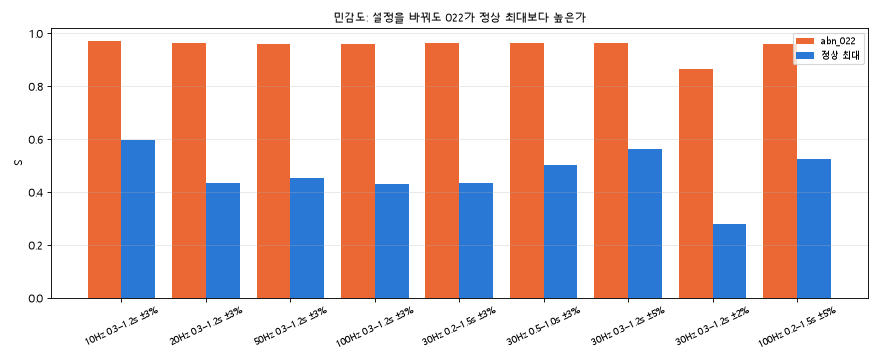 민감도: 설정을 바꿔도 022가 정상 최대보다 높은가
abn_022
정상 최대
S
1.0
0.8
0.6
0.4
0.2
0.0
10Hz 0.3~1.2s ±3%
20Hz 0.3~1.2s ±3%
50Hz 0.3~1.2s ±3%
100Hz 0.3~1.2s ±3%
30Hz 0.2~1.5s ±3%
30Hz 0.5~1.0s ±3%
30Hz 0.3~1.2s ±5%
30Hz 0.3~1.2s ±2%
100Hz 0.2~1.5s ±5%